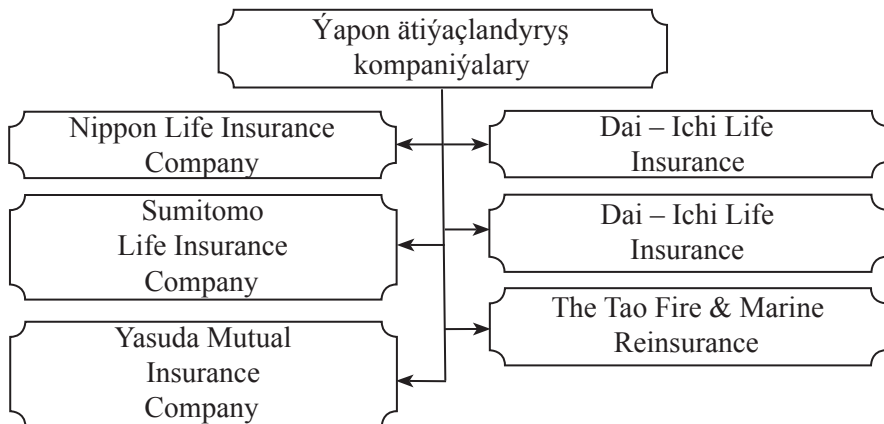 Ýapon ätiýaçlandyryş
kompaniýalary
Nippon Life Insurance
Company
Dai – Ichi Life
Insurance
Sumitomo
Life Insurance
Company
Dai – Ichi Life
Insurance
Yasuda Mutual
Insurance
Company
The Tao Fire & Marine
Reinsurance